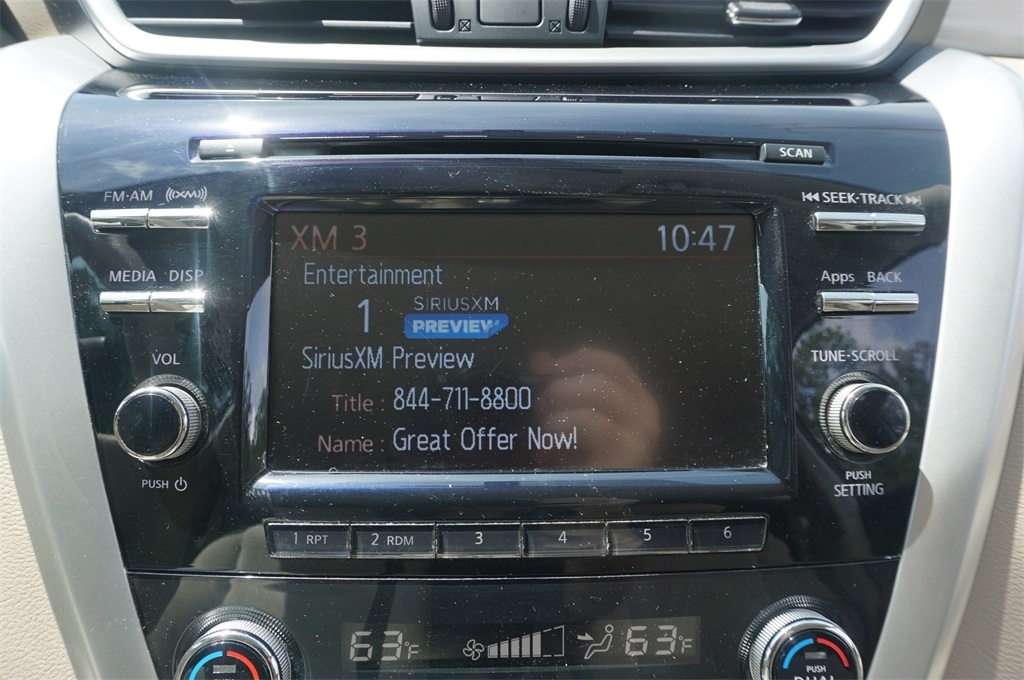 SCAN
FM·AM ((XM))
SEEK·TRACK
XM 3 10:47
Entertainment
MEDIA DISP
Apps BACK
1 SIRIUSXM
PREVIEW
SiriusXM Preview
VOL
TUNE·SCROLL
Title : 844-711-8800
Name : Great Offer Now!
PUSH
PUSH
SETTING
1 RPT 2 RDM 3 4 5 6
63°F 63°F
PUSH
DUAL